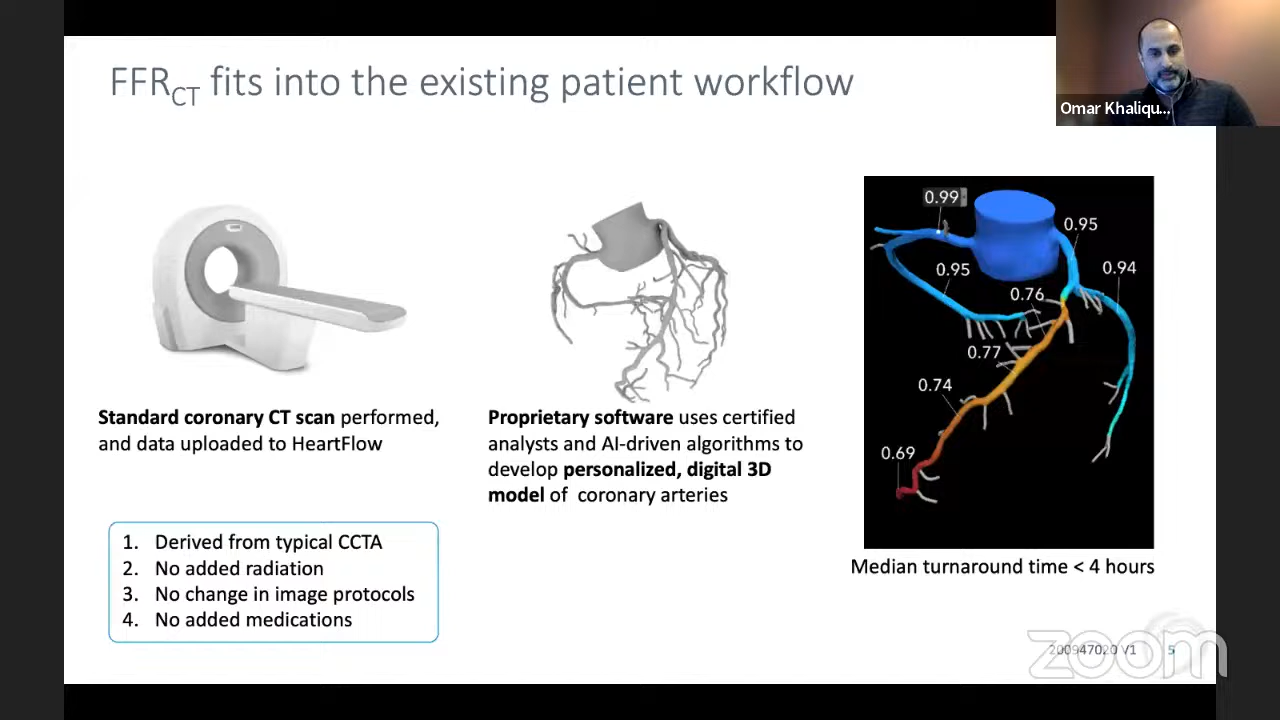 FFRCT fits into the existing patient workflow
Omar Khaliqu...
Standard coronary CT scan performed,
and data uploaded to HeartFlow
1. Derived from typical CCTA
2. No added radiation
3. No change in image protocols
4. No added medications
Proprietary software uses certified
analysts and AI-driven algorithms to
develop personalized, digital 3D
model of coronary arteries
0.99
0.95
0.95
0.94
0.76
0.77
0.74
0.69
Median turnaround time < 4 hours
200947020 V1
5
zoom